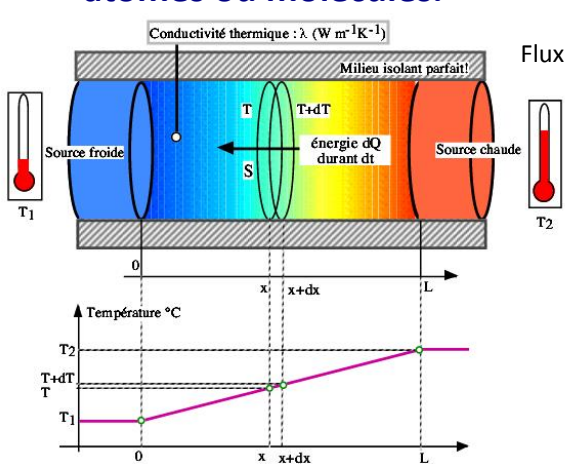 atomes ou molécules.
Conductivité thermique : λ (W m⁻¹K⁻¹)
Milieu isolant parfait!
Flux
T
T+dT
Source froide
énergie dQ
durant dt
Source chaude
S
T1
T2
0
x
x+dx
L
Température °C
T2
T+dT
T
T1
0
x
x+dx
L